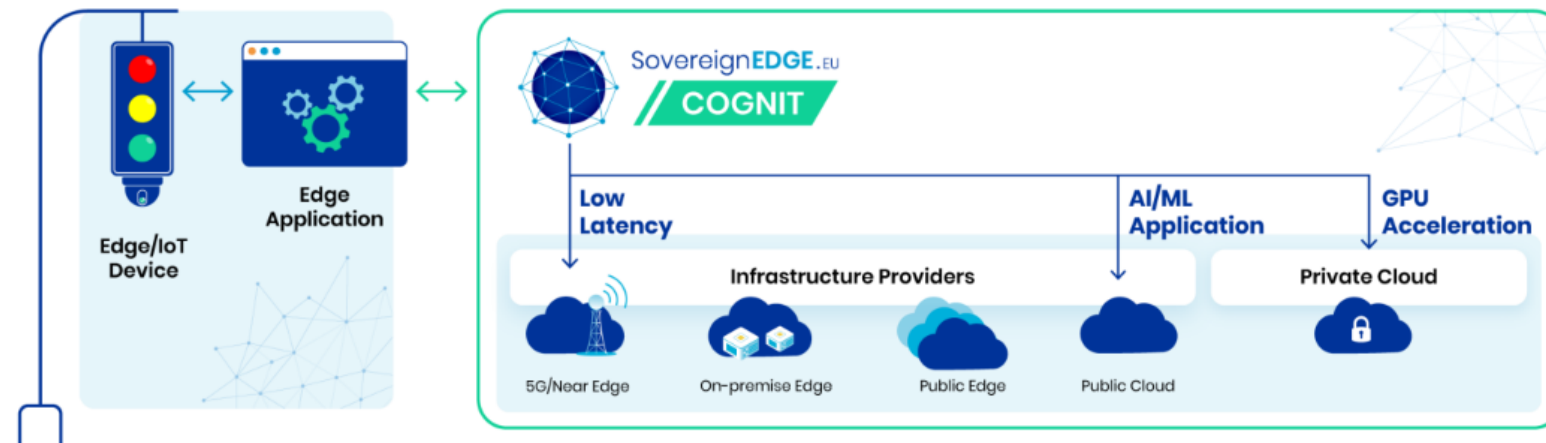 SovereignEDGE.EU
COGNIT
Edge
Application
Edge/IoT
Device
Low
Latency
AI/ML
Application
GPU
Acceleration
Infrastructure Providers
Private Cloud
5G/Near Edge
On-premise Edge
Public Edge
Public Cloud